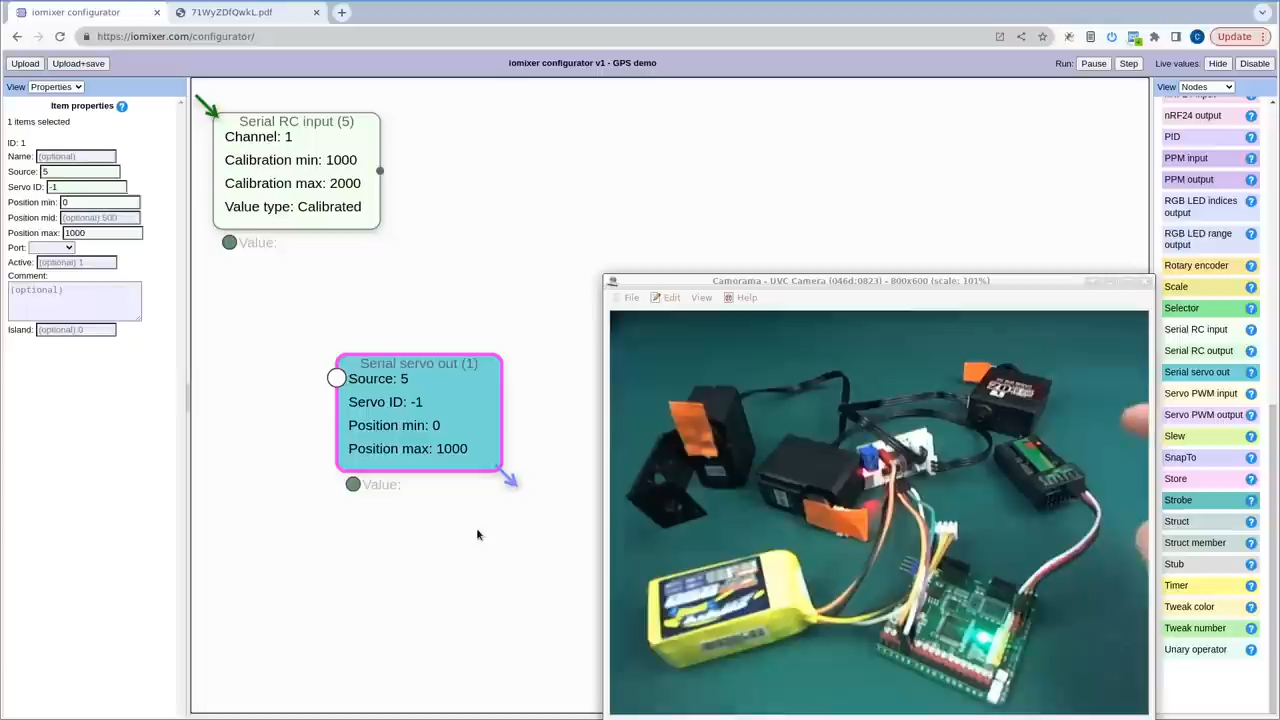 iomixer configurator
71WyZDfQwkL.pdf
https://iomixer.com/configurator/
C
Update
Upload
Upload+save
iomixer configurator v1 - GPS demo
Run:
Pause
Step
Live values:
Hide
Disable
View
Properties
Item properties
1 items selected
ID: 1
Name: (optional)
Source: 5
Servo ID: -1
Position min: 0
Position mid: (optional) 500
Position max: 1000
Port:
Active: (optional) 1
Comment:
(optional)
Island: (optional) 0
Serial RC input (5)
Channel: 1
Calibration min: 1000
Calibration max: 2000
Value type: Calibrated
Value:
Serial servo out (1)
Source: 5
Servo ID: -1
Position min: 0
Position max: 1000
Value:
Camorama - UVC Camera (046d:0823) - 800x600 (scale: 101%)
File
Edit
View
Help
View
Nodes
nRF24 output
PID
PPM input
PPM output
RGB LED indices
output
RGB LED range
output
Rotary encoder
Scale
Selector
Serial RC input
Serial RC output
Serial servo out
Servo PWM input
Servo PWM output
Slew
SnapTo
Store
Strobe
Struct
Struct member
Stub
Timer
Tweak color
Tweak number
Unary operator